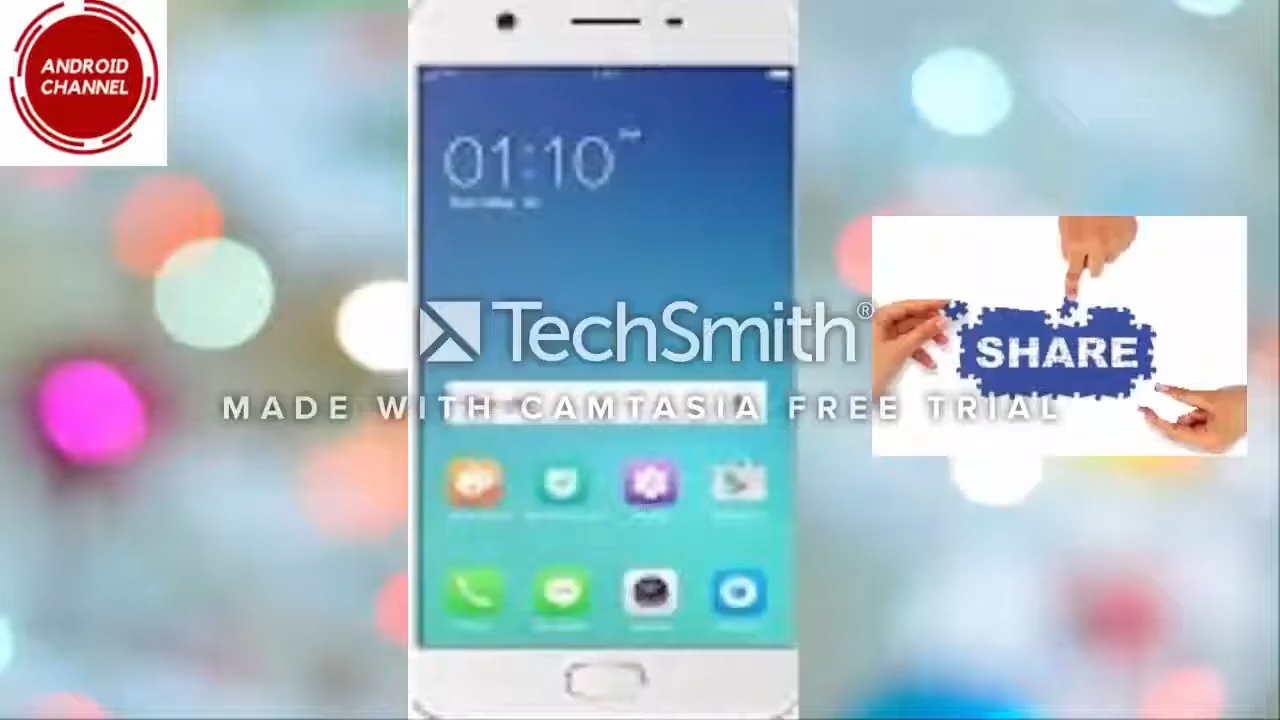 ANDROID
CHANNEL
01:10
TechSmith®
SHARE
MADE WITH CAMTASIA FREE TRIAL